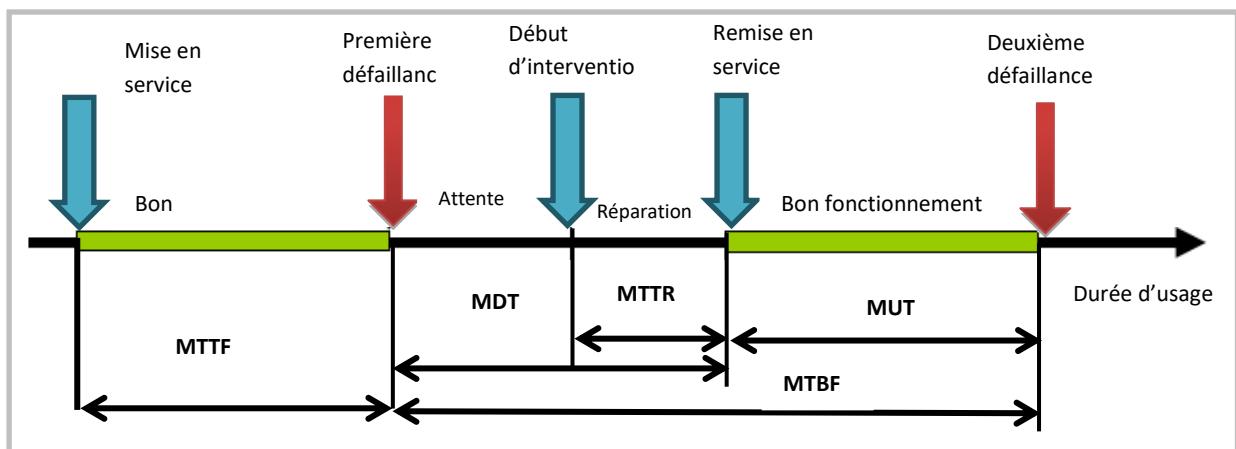 Mise en
service
Première
défaillanc
Début
d’interventio
Remise en
service
Deuxième
défaillance
Bon
Attente
Réparation
Bon fonctionnement
MDT
MTTR
MUT
Durée d’usage
MTTF
MTBF